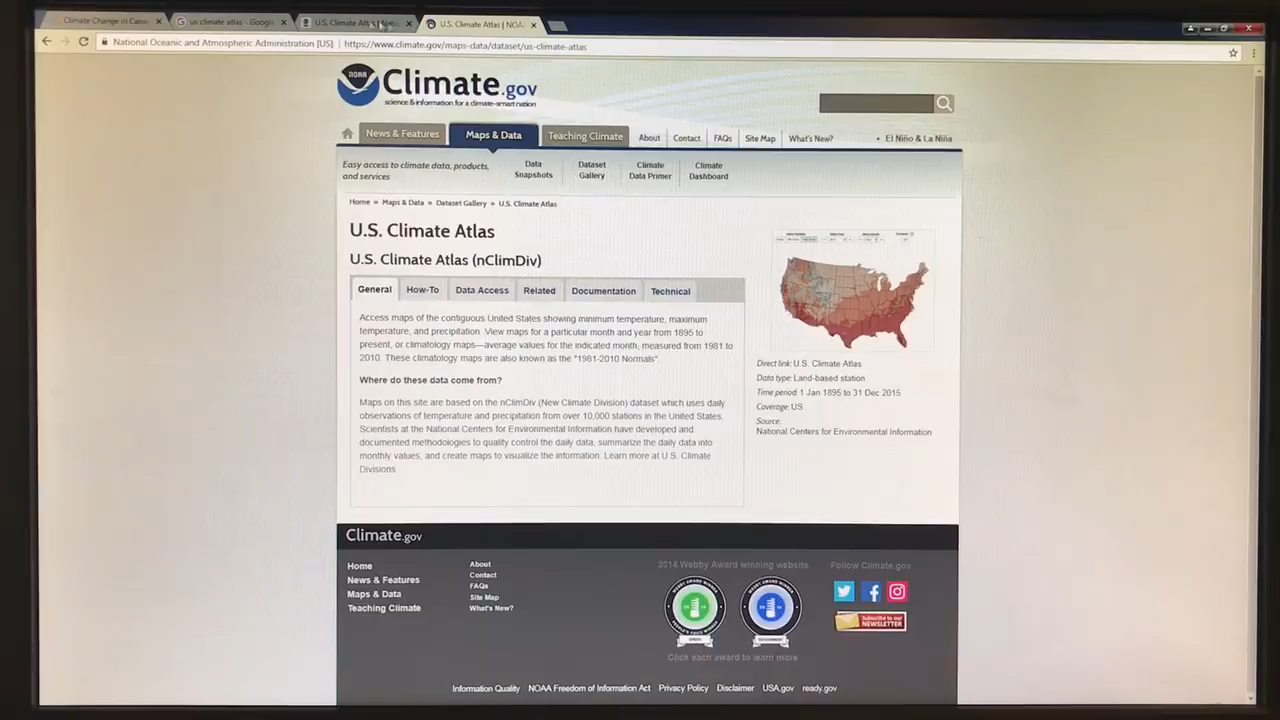 Climate Change in Cana
us climate atlas - Google
U.S. Climate Atl
U.S. Climate Atlas | NOA
National Oceanic and Atmospheric Administration [US]
https://www.climate.gov/maps-data/dataset/us-climate-atlas
NOAA
Climate.gov
science & information for a climate-smart nation
News & Features
Maps & Data
Teaching Climate
About
Contact
FAQs
Site Map
What's New?
• El Niño & La Niña
Easy access to climate data, products,
and services
Data
Snapshots
Dataset
Gallery
Climate
Data Primer
Climate
Dashboard
Home » Maps & Data » Dataset Gallery » U.S. Climate Atlas
U.S. Climate Atlas
U.S. Climate Atlas (nClimDiv)
General
How-To
Data Access
Related
Documentation
Technical
Access maps of the contiguous United States showing minimum temperature, maximum
temperature, and precipitation. View maps for a particular month and year from 1895 to
present, or climatology maps—average values for the indicated month, measured from 1981 to
2010. These climatology maps are also known as the "1981-2010 Normals".
Where do these data come from?
Maps on this site are based on the nClimDiv (New Climate Division) dataset which uses daily
observations of temperature and precipitation from over 10,000 stations in the United States.
Scientists at the National Centers for Environmental Information have developed and
documented methodologies to quality control the daily data, summarize the daily data into
monthly values, and create maps to visualize the information. Learn more at U.S. Climate
Divisions
Direct link: U.S. Climate Atlas
Data type: Land-based station
Time period: 1 Jan 1895 to 31 Dec 2015
Coverage: US
Source:
National Centers for Environmental Information
Climate.gov
Home
News & Features
Maps & Data
Teaching Climate
About
Contact
FAQs
Site Map
What's New?
2014 Webby Award winning website
Click each award to learn more
Follow Climate.gov
Subscribe to our
NEWSLETTER
Information Quality
NOAA Freedom of Information Act
Privacy Policy
Disclaimer
USA.gov
ready.gov